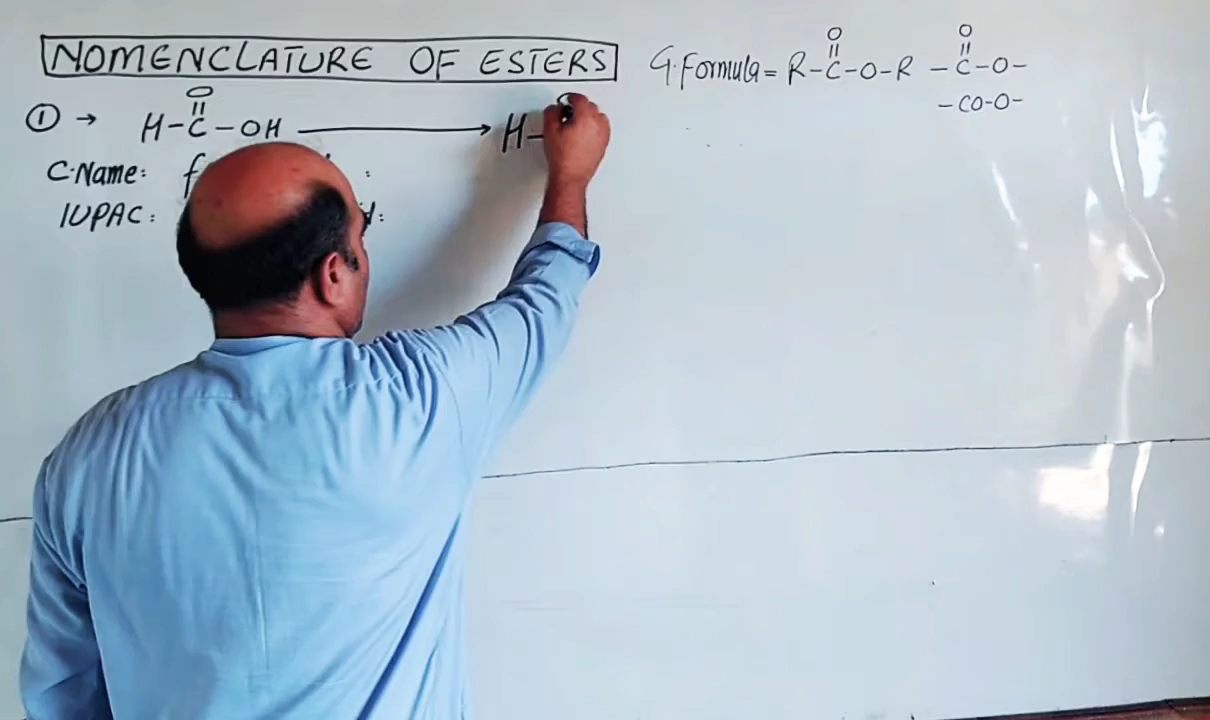 NOMENCLATURE OF ESTERS
G.Formula = R-C-O-R -C-O-
O O
-CO-O-
① → H-C-OH → H-
O
C.Name:
IUPAC: